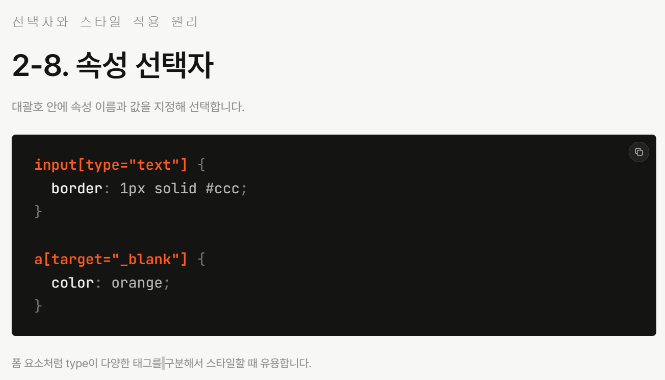 선택자와 스타일 적용 원리
2-8. 속성 선택자
대괄호 안에 속성 이름과 값을 지정해 선택합니다.
input[type="text"] {
  border: 1px solid #ccc;
}
a[target="_blank"] {
  color: orange;
}
폼 요소처럼 type이 다양한 태그를 구분해서 스타일할 때 유용합니다.